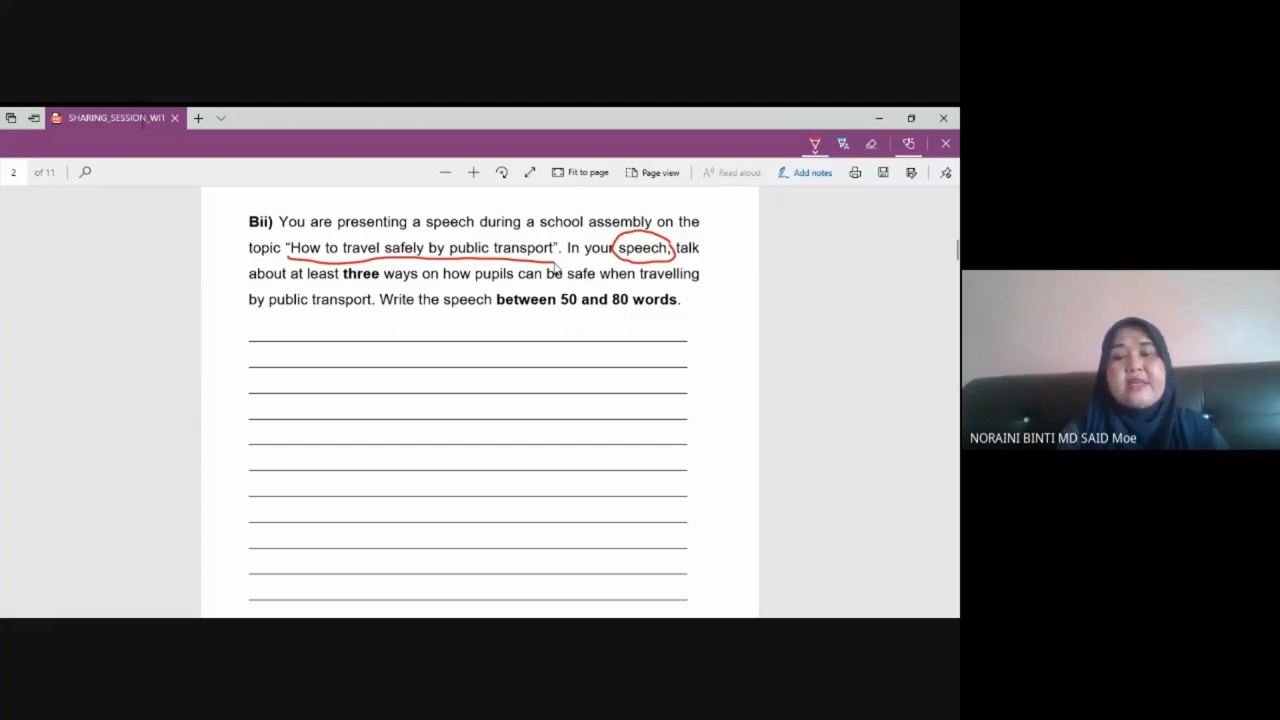 SHARING_SESSION_WIT
2 of 11
Fit to page
Page view
Read aloud
Add notes
Bii) You are presenting a speech during a school assembly on the
topic “How to travel safely by public transport”. In your speech, talk
about at least three ways on how pupils can be safe when travelling
by public transport. Write the speech between 50 and 80 words.
NORAINI BINTI MD SAID Moe